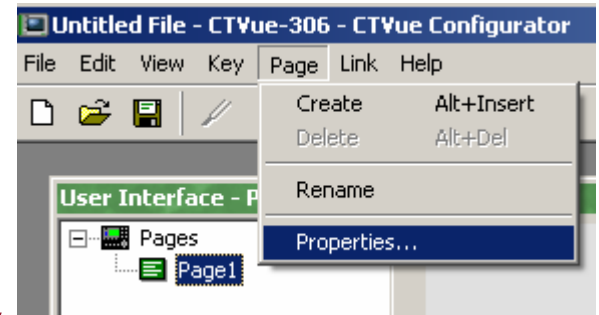 Untitled File - CTVue-306 - CTVue Configurator
File Edit View Key Page Link Help
Create Alt+Insert
Delete Alt+Del
Rename
User Interface - P
Pages
Properties...
Page1